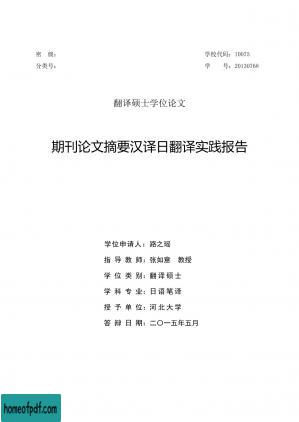 密 级： 学校代码：10075
分类号： 学 号：20130768
翻译硕士学位论文
期刊论文摘要汉译日翻译实践报告
学位申请人：路之瑶
指 导 教 师：张如意 教授
学 位 类 别：翻译硕士
学 科 专 业：日语笔译
授 予 单 位：河北大学
答 辩 日 期：二〇一五年五月
homeofpdf.com